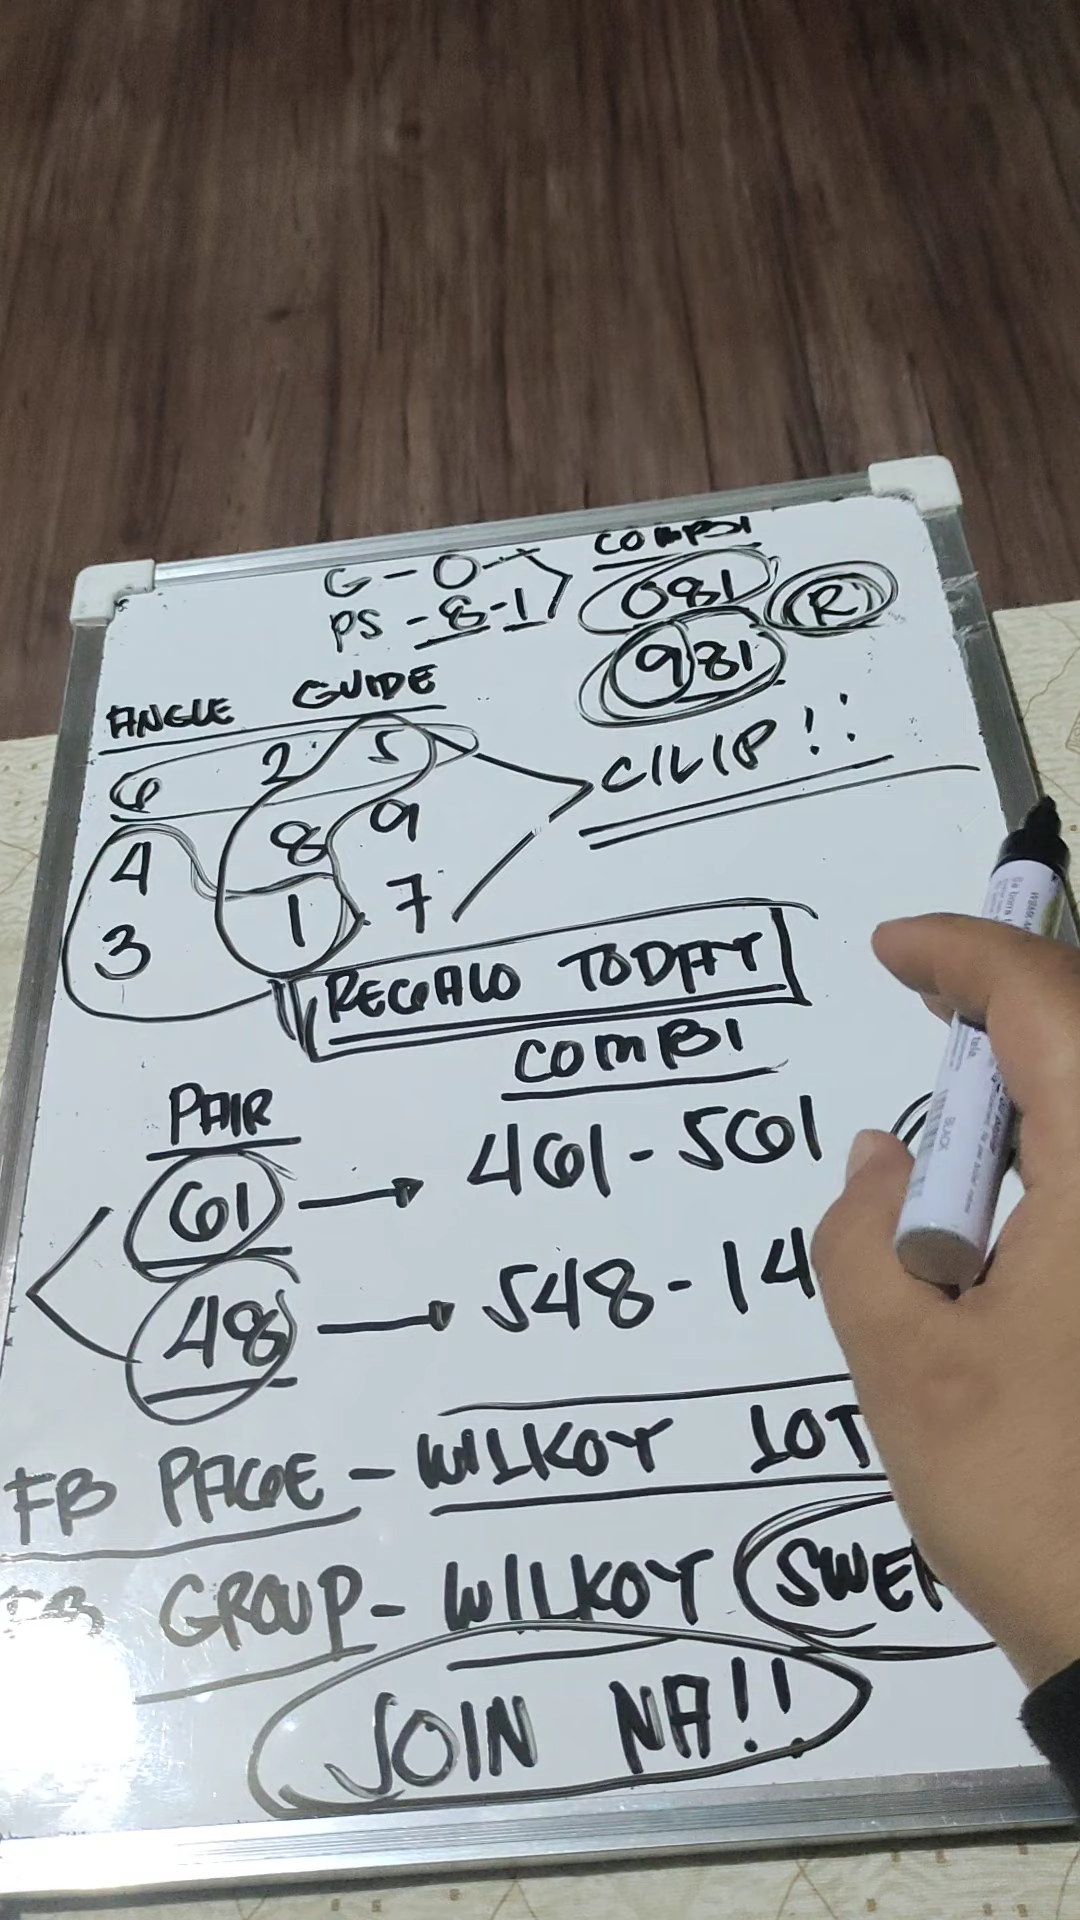 COMBI
G - 0
PS - 8 - 1
081 R
981
ANGLE GUIDE
6 2 5
CILIP!!
4 8 9
3 1 7
REGALO TODAY
COMBI
PAIR
61 → 461 - 561
48 → 548 - 14
FB PAGE - WILKOY LOT
GROUP - WILKOY SWE
JOIN NA!!